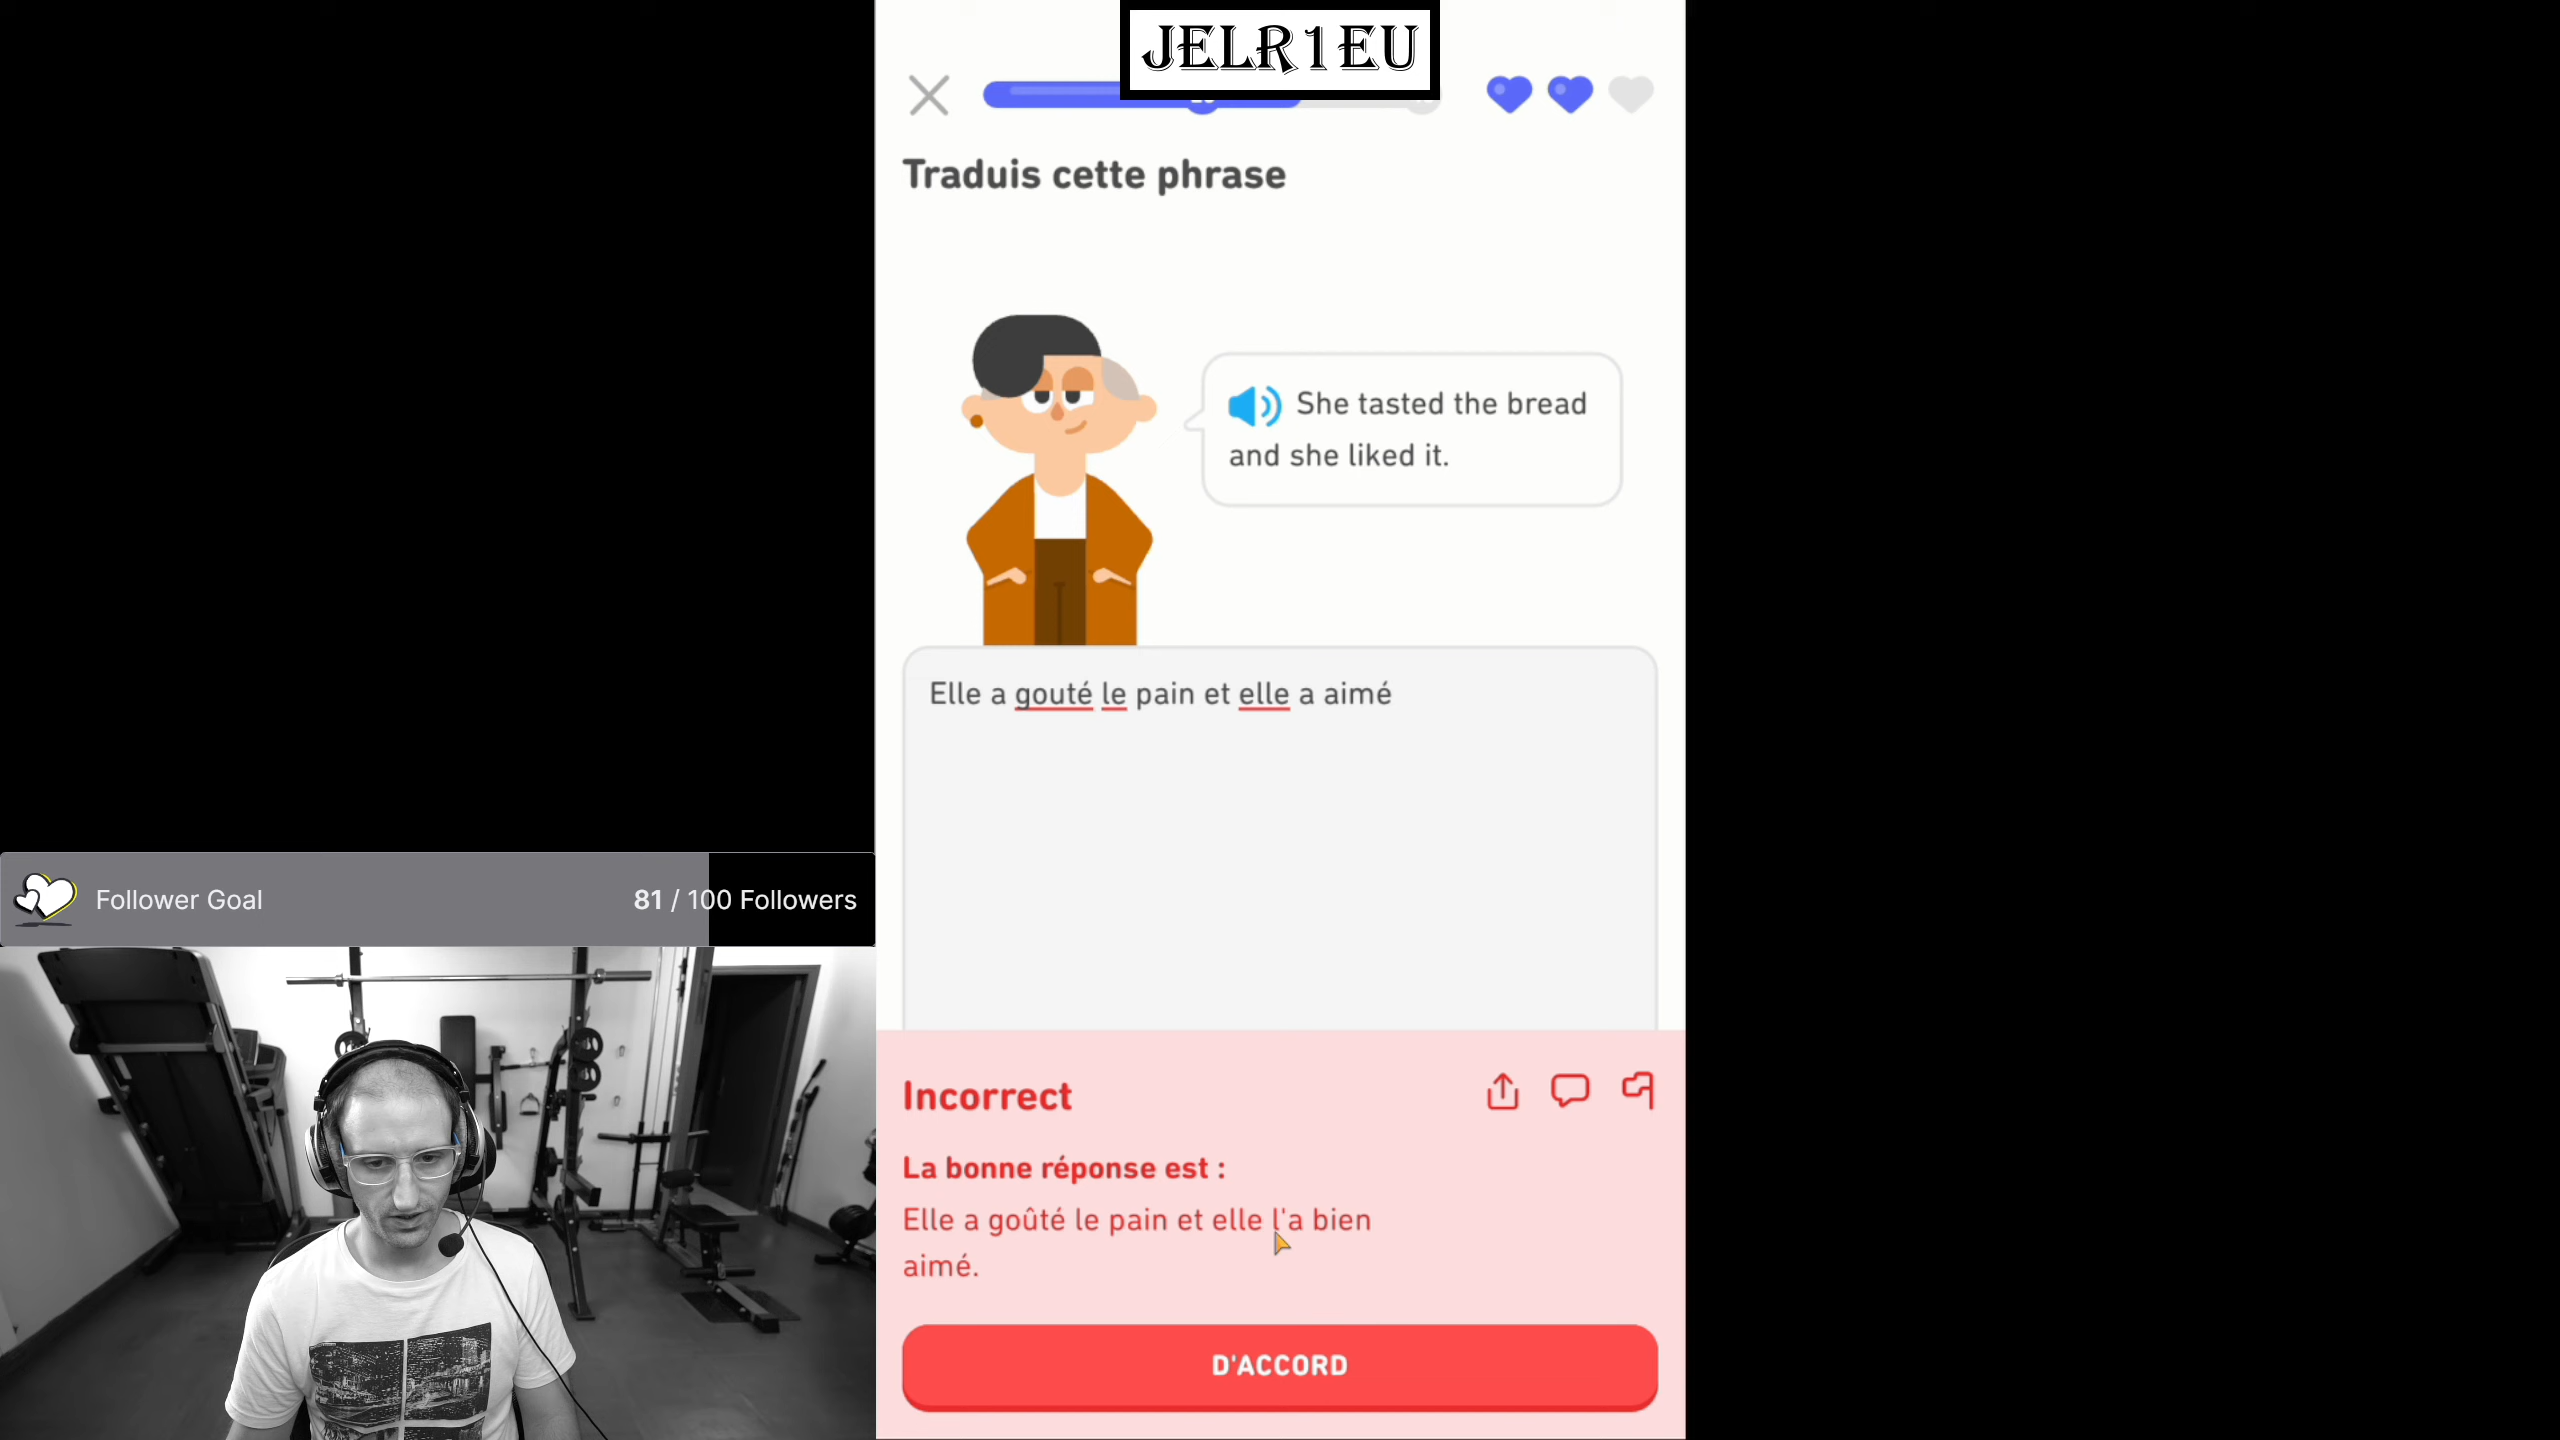 JELR1EU
Traduis cette phrase
She tasted the bread
and she liked it.
Elle a gouté le pain et elle a aimé
Follower Goal
81 / 100 Followers
Incorrect
La bonne réponse est :
Elle a goûté le pain et elle l'a bien
aimé.
D'ACCORD